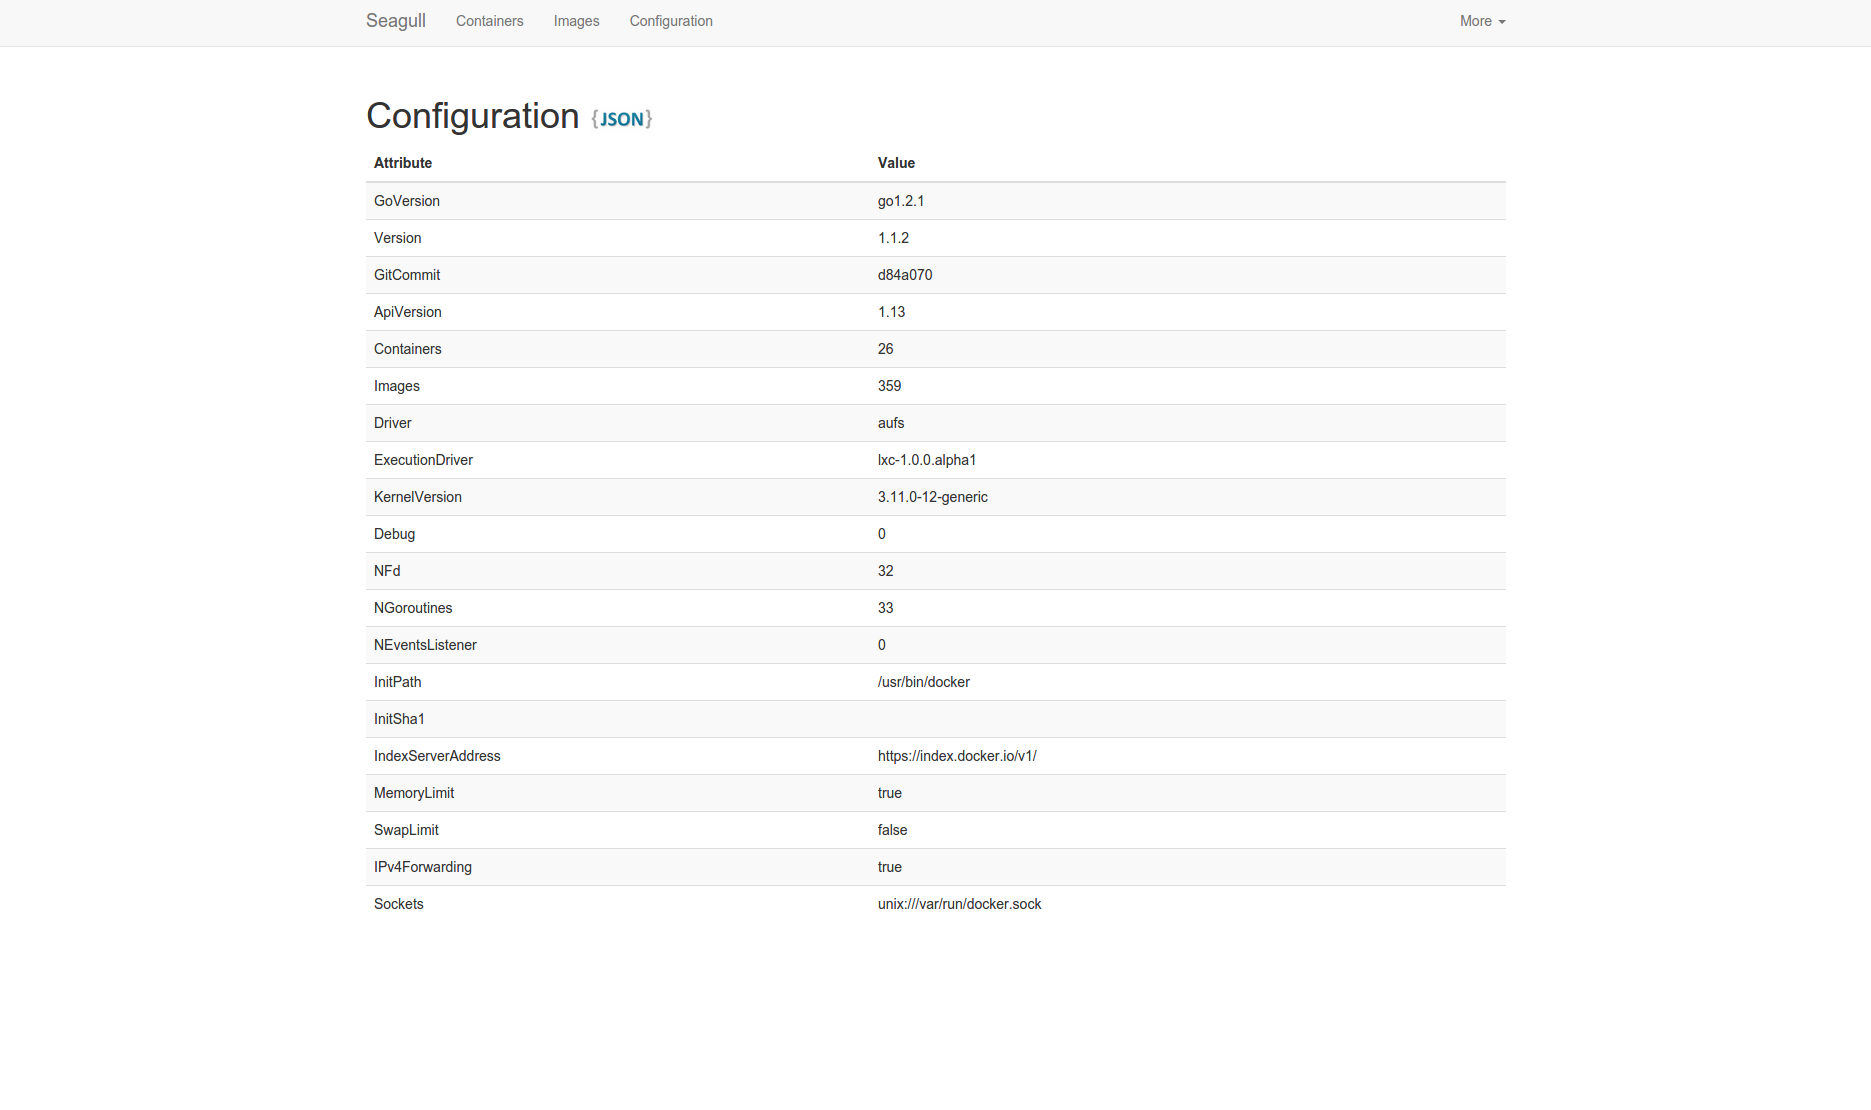 Seagull Containers Images Configuration More
Configuration {JSON}
Attribute Value
GoVersion go1.2.1
Version 1.1.2
GitCommit d84a070
ApiVersion 1.13
Containers 26
Images 359
Driver aufs
ExecutionDriver lxc-1.0.0.alpha1
KernelVersion 3.11.0-12-generic
Debug 0
NFd 32
NGoroutines 33
NEventsListener 0
InitPath /usr/bin/docker
InitSha1
IndexServerAddress https://index.docker.io/v1/
MemoryLimit true
SwapLimit false
IPv4Forwarding true
Sockets unix:///var/run/docker.sock